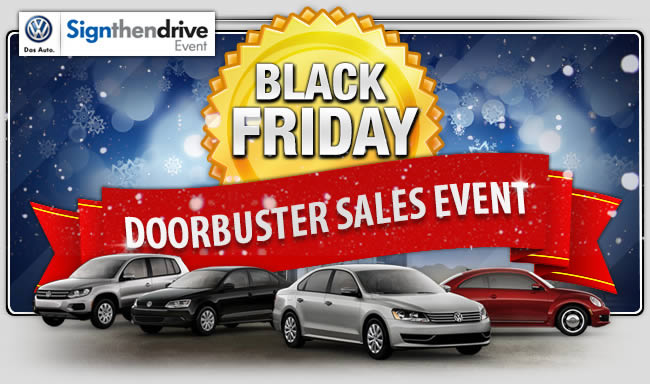 Das Auto.
Signthendrive
Event
BLACK
FRIDAY
DOORBUSTER SALES EVENT